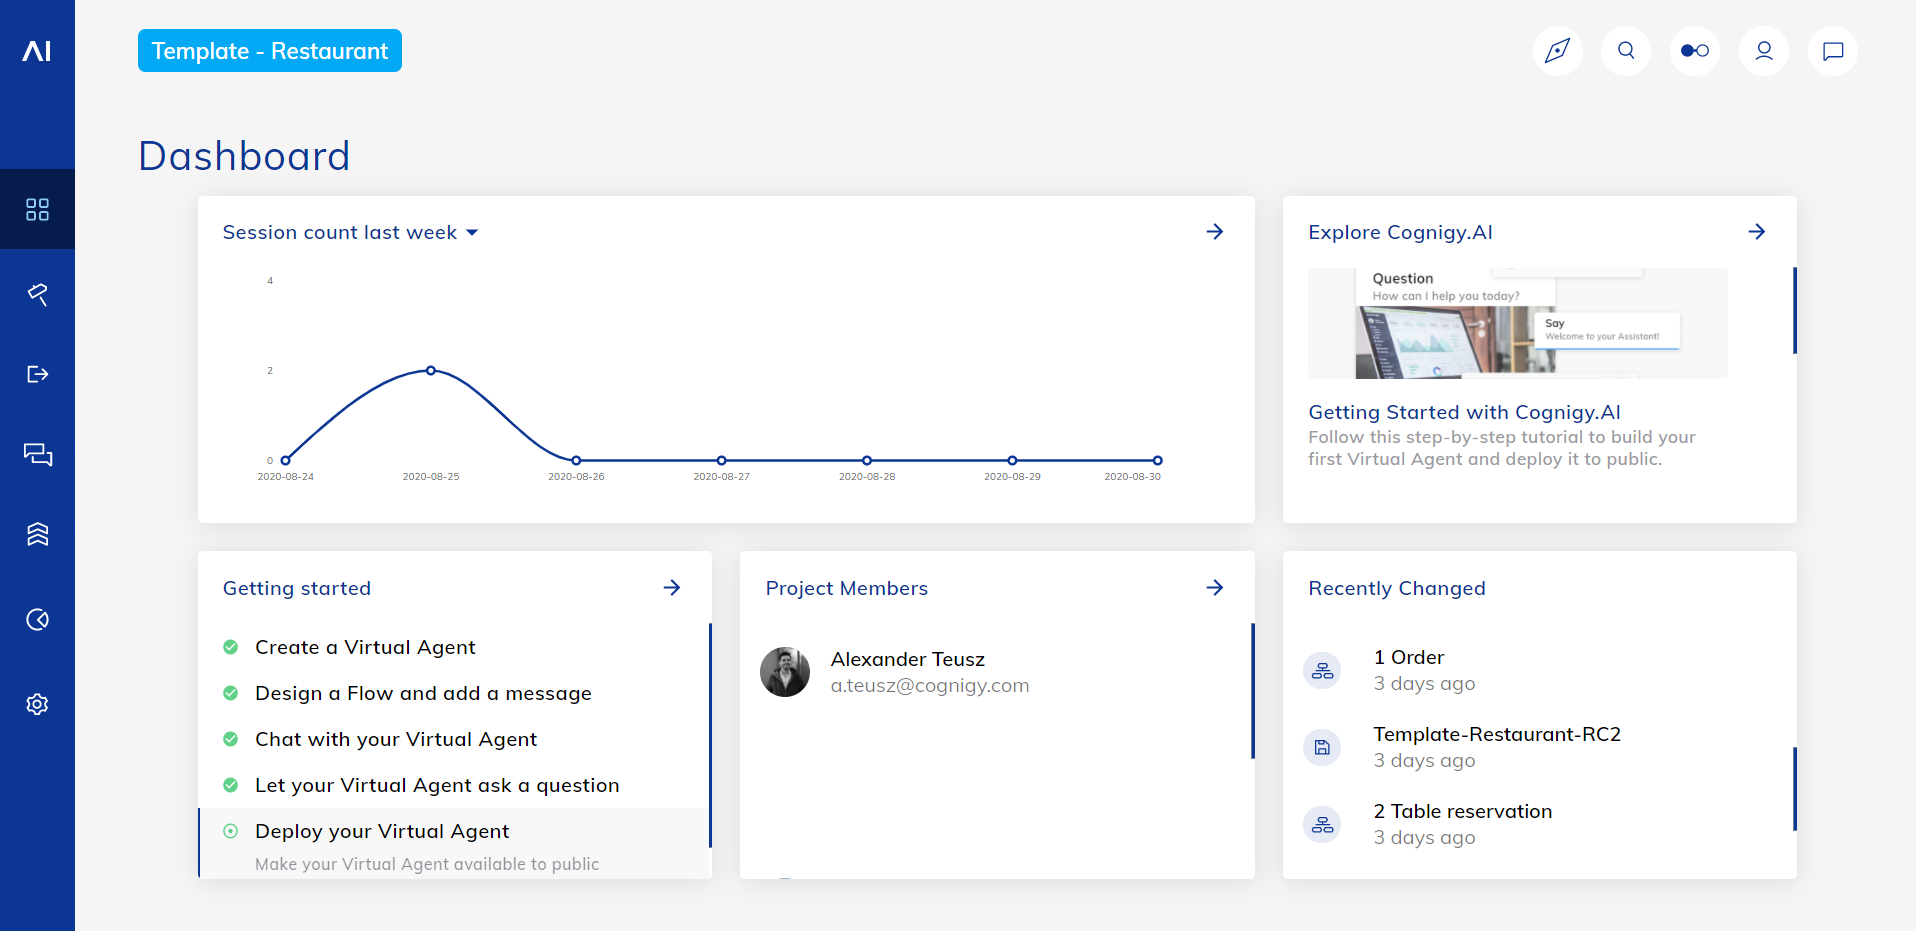 AI
Template - Restaurant
Dashboard
Session count last week
4
2
0
2020-08-24
2020-08-25
2020-08-26
2020-08-27
2020-08-28
2020-08-29
2020-08-30
Explore Cognigy.AI
Question
How can I help you today?
Say
Welcome to your Assistant!
Getting Started with Cognigy.AI
Follow this step-by-step tutorial to build your
first Virtual Agent and deploy it to public.
Getting started
Create a Virtual Agent
Design a Flow and add a message
Chat with your Virtual Agent
Let your Virtual Agent ask a question
Deploy your Virtual Agent
Make your Virtual Agent available to public
Project Members
Alexander Teusz
a.teusz@cognigy.com
Recently Changed
1 Order
3 days ago
Template-Restaurant-RC2
3 days ago
2 Table reservation
3 days ago